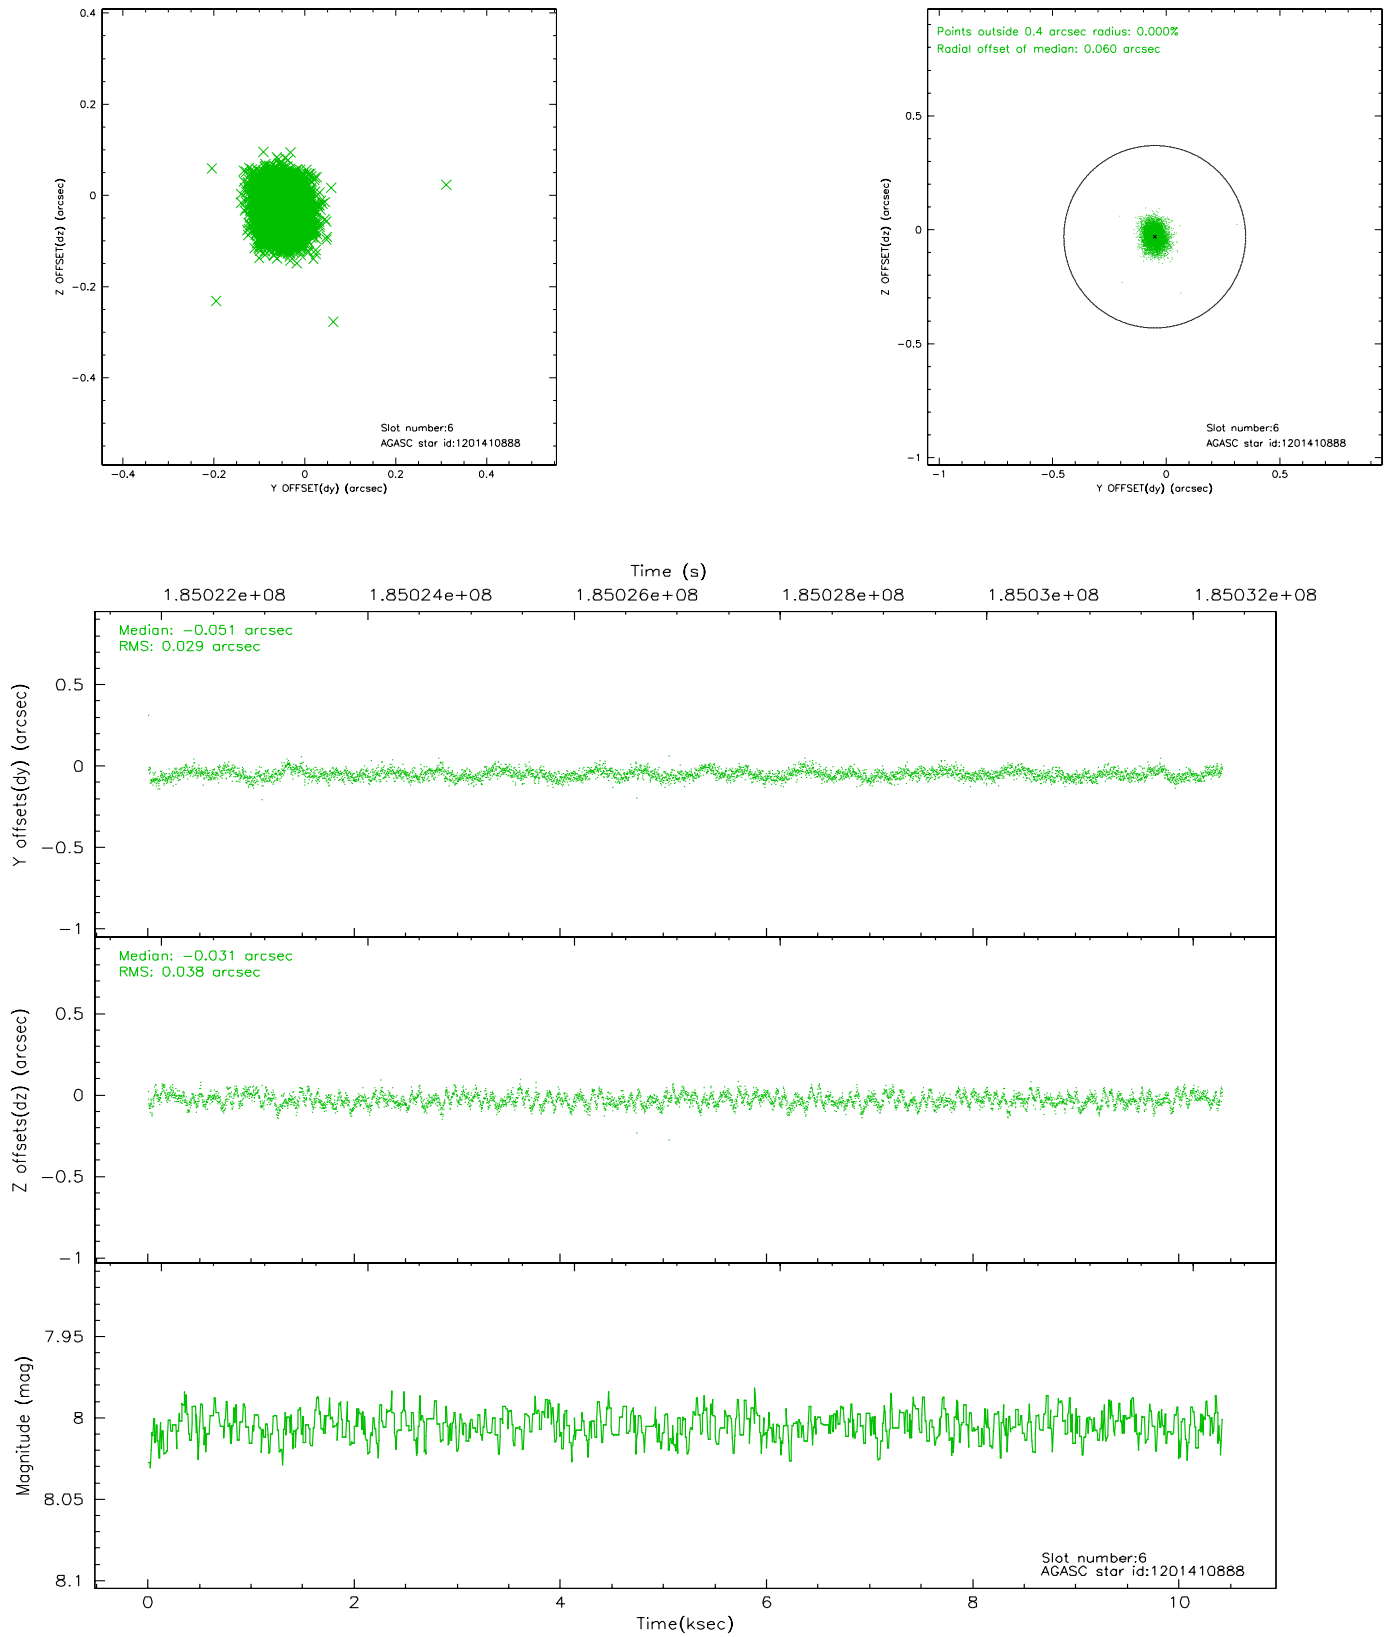 0.4
0.2
0
−0.2
−0.4
Z OFFSET(dz) (arcsec)
−0.4 −0.2 0 0.2 0.4
Y OFFSET(dy) (arcsec)
Slot number:6
AGASC star id:1201410888
Points outside 0.4 arcsec radius: 0.000%
Radial offset of median: 0.060 arcsec
0.5
0
−0.5
−1
Z OFFSET(dz) (arcsec)
−1 −0.5 0 0.5
Y OFFSET(dy) (arcsec)
Slot number:6
AGASC star id:1201410888
Time (s)
1.85022e+08 1.85024e+08 1.85026e+08 1.85028e+08 1.8503e+08 1.85032e+08
Median: −0.051 arcsec
RMS: 0.029 arcsec
0.5
0
−0.5
−1
Y offsets(dy) (arcsec)
Median: −0.031 arcsec
RMS: 0.038 arcsec
0.5
0
−0.5
−1
Z offsets(dz) (arcsec)
7.95
8
8.05
8.1
Magnitude (mag)
Slot number:6
AGASC star id:1201410888
0 2 4 6 8 10
Time(ksec)